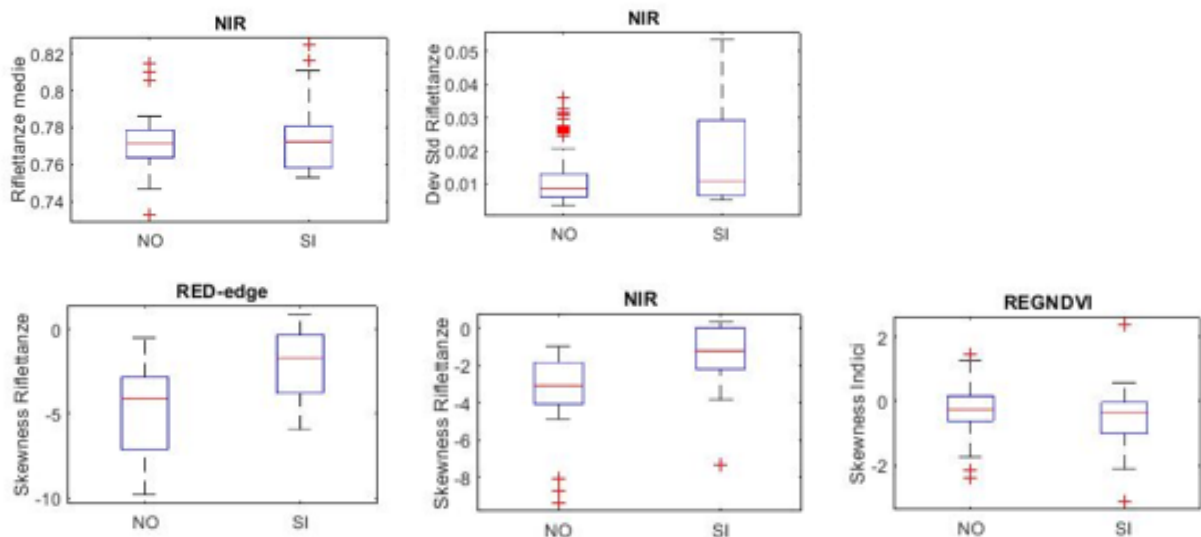 NIR
Riflettanze medie
0.82
0.8
0.78
0.76
0.74
NO
SI
NIR
Dev Std Riflettanze
0.05
0.04
0.03
0.02
0.01
NO
SI
RED-edge
Skewness Riflettanze
0
-5
-10
NO
SI
NIR
Skewness Riflettanze
0
-2
-4
-6
-8
NO
SI
REGNDVI
Skewness Indici
2
0
-2
NO
SI